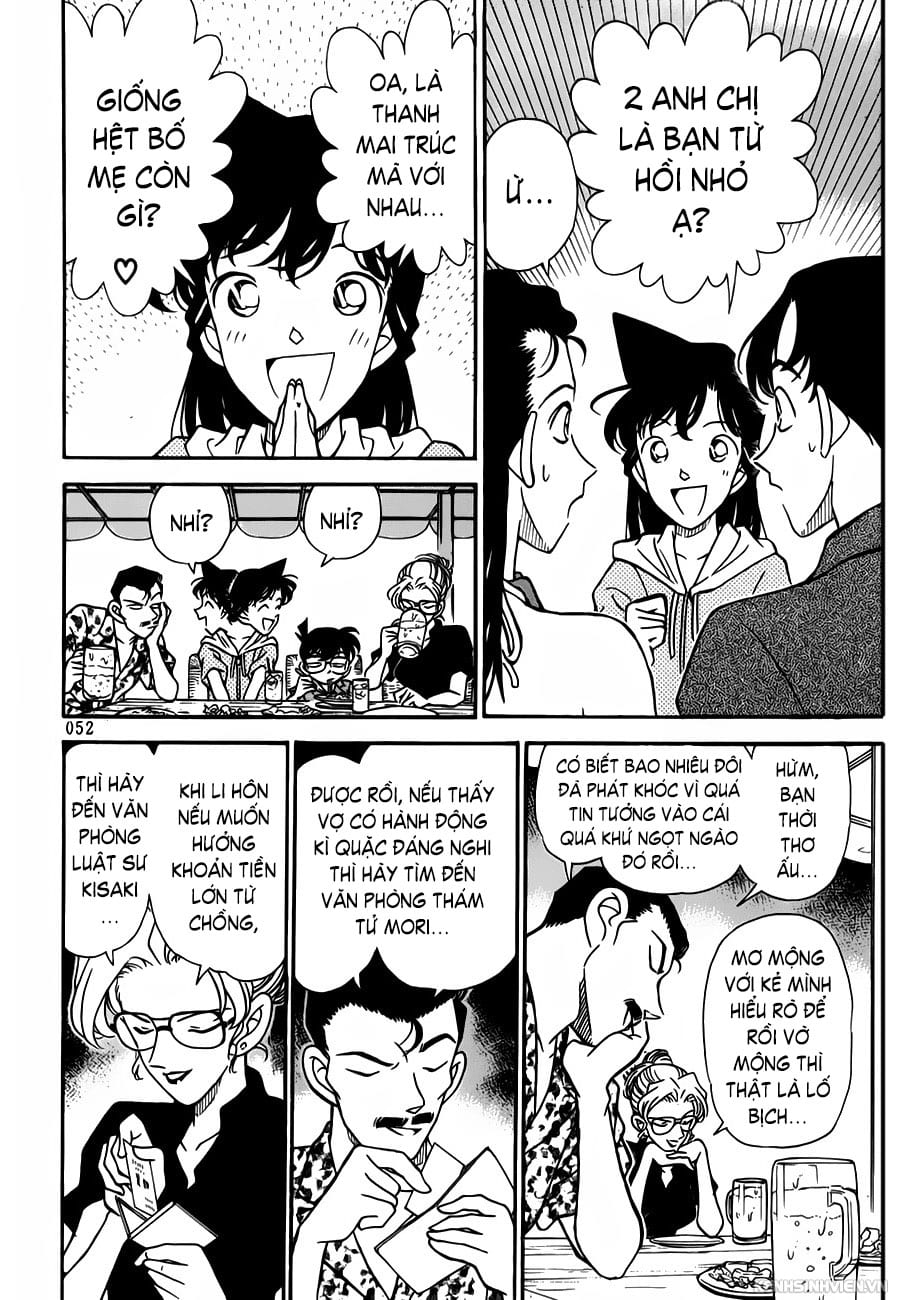 2 ANH CHỊ
LÀ BẠN TỪ
HỒI NHỎ
Ạ?
Ừ...
OA, LÀ
THANH
MAI TRÚC
MÃ VỚI
NHAU...
GIỐNG
HỆT BỐ
MẸ CÒN
GÌ?
♡
NHỈ?
NHỈ?
052
HỪM,
BẠN
THỜI
THƠ
ẤU...
CÓ BIẾT BAO NHIÊU ĐÔI
ĐÃ PHÁT KHÓC VÌ QUÁ
TIN TƯỞNG VÀO CÁI
QUÁ KHỨ NGỌT NGÀO
ĐÓ RỒI...
MƠ MỘNG
VỚI KẺ MÌNH
HIỂU RÕ ĐỂ
RỒI VỠ
MỘNG THÌ
THẬT LÀ LỐ
BỊCH...
ĐƯỢC RỒI, NẾU THẤY
VỢ CÓ HÀNH ĐỘNG
KÌ QUẶC ĐÁNG NGHI
THÌ HÃY TÌM ĐẾN
VĂN PHÒNG THÁM
TỬ MORI...
KHI LI HÔN
NẾU MUỐN
HƯỞNG
KHOẢN TIỀN
LỚN TỪ
CHỒNG,
THÌ HÃY
ĐẾN VĂN
PHÒNG
LUẬT SƯ
KISAKI
...
KENHSINHVIEN.VN